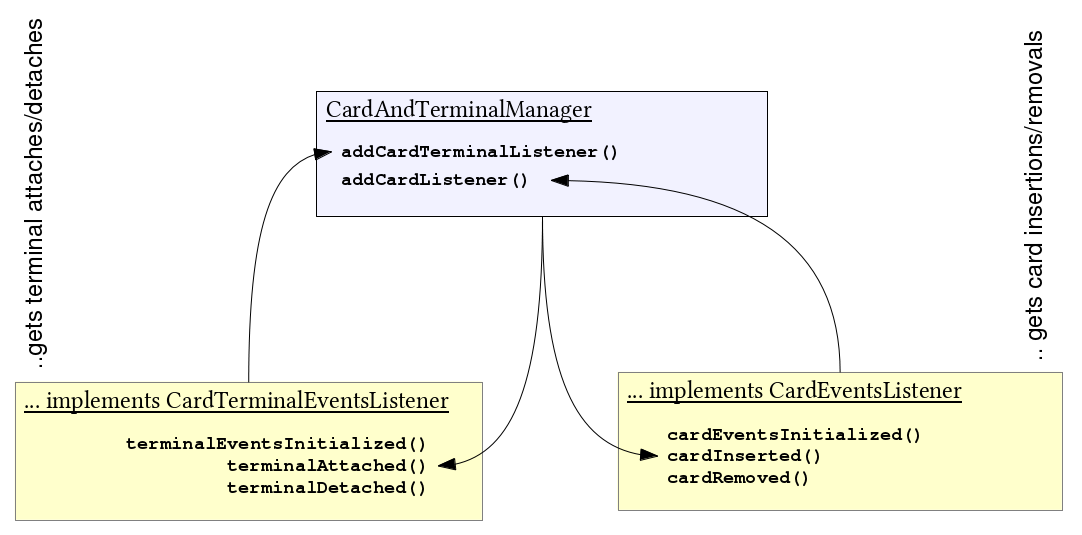 ..gets terminal attaches/detaches
.. gets card insertions/removals
CardAndTerminalManager
addCardTerminalListener()
addCardListener()
... implements CardTerminalEventsListener
terminalEventsInitialized()
terminalAttached()
terminalDetached()
... implements CardEventsListener
cardEventsInitialized()
cardInserted()
cardRemoved()